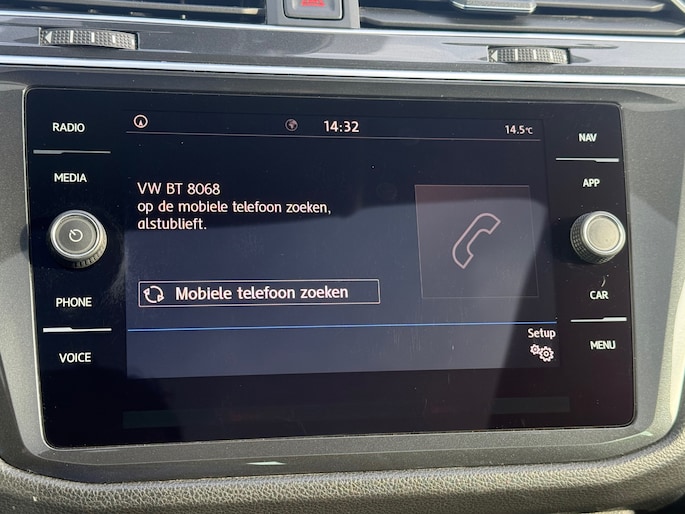 RADIO
MEDIA
PHONE
VOICE
14:32
14.5°C
VW BT 8068
op de mobiele telefoon zoeken,
alstublieft.
Mobiele telefoon zoeken
Setup
NAV
APP
CAR
MENU